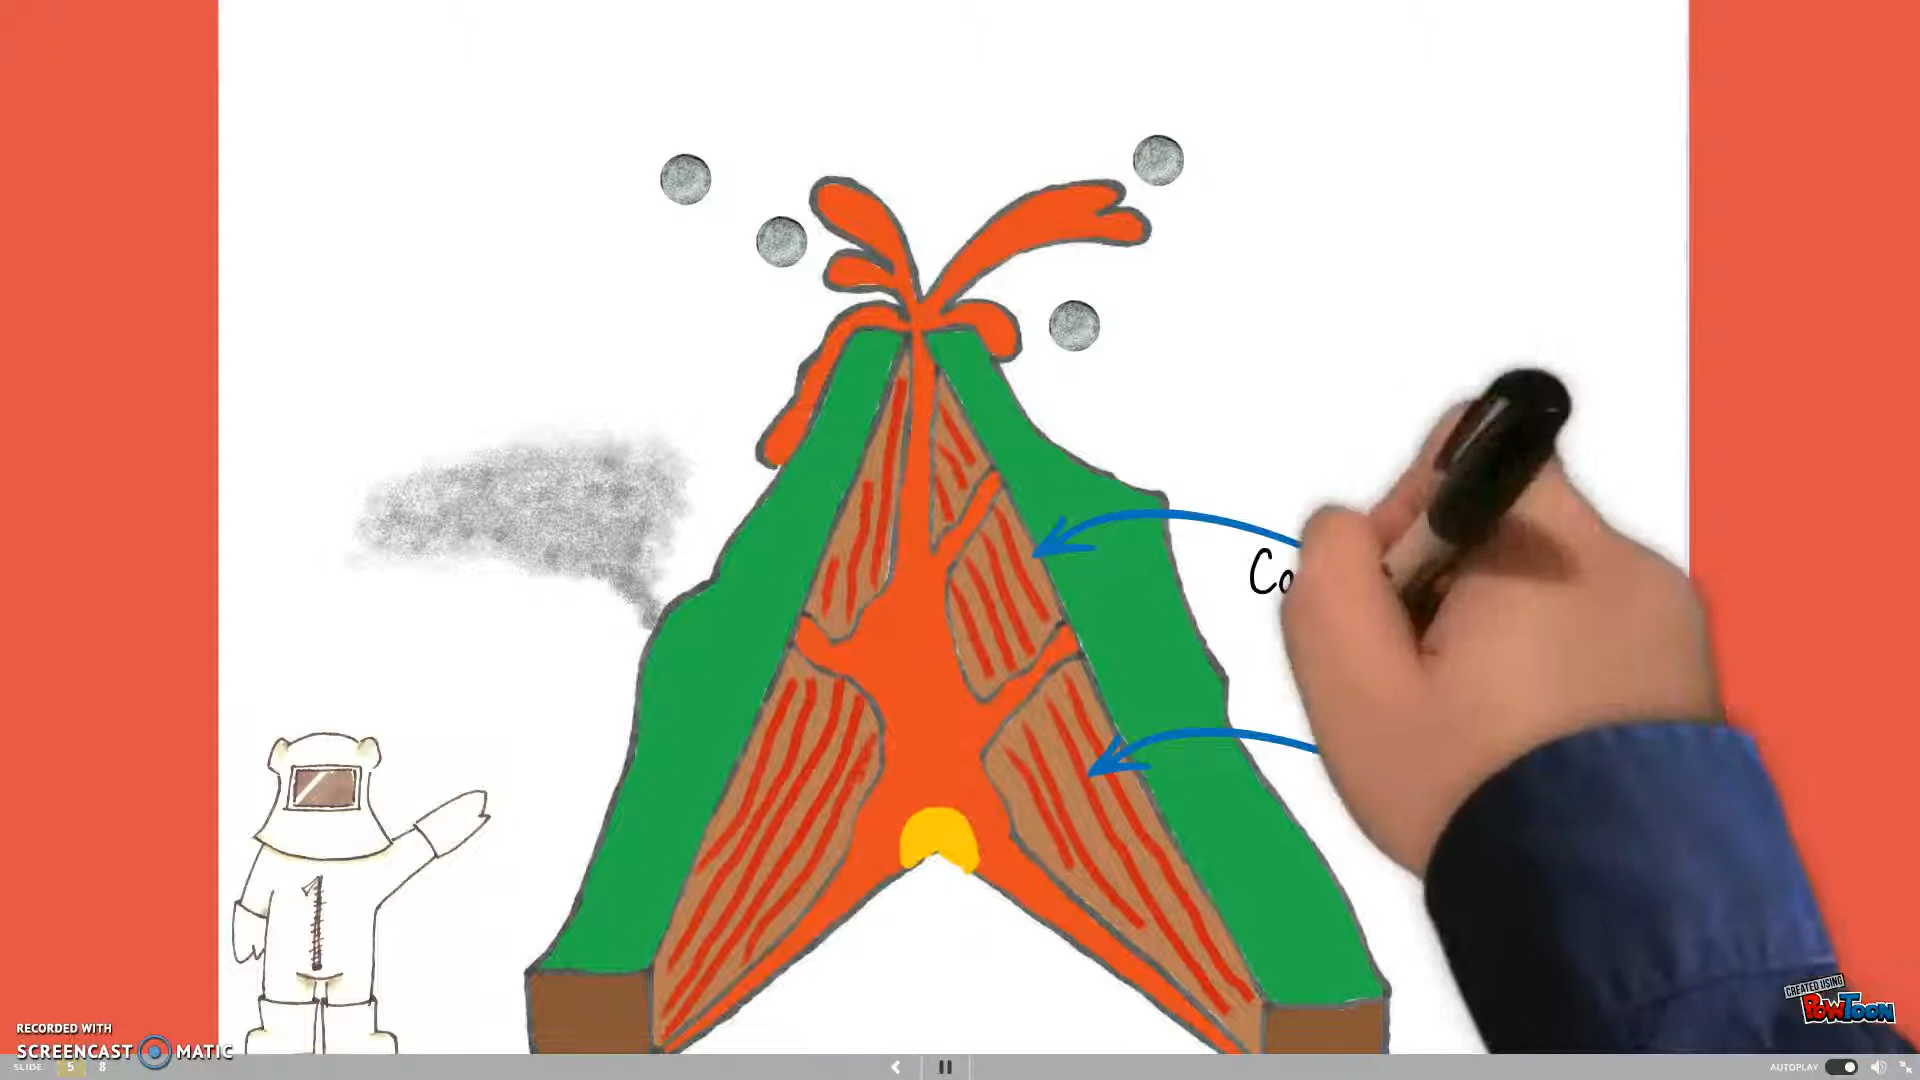 Co
CREATED USING
POWTOON
RECORDED WITH
SCREENCAST MATIC
SLIDE 5 8
AUTOPLAY